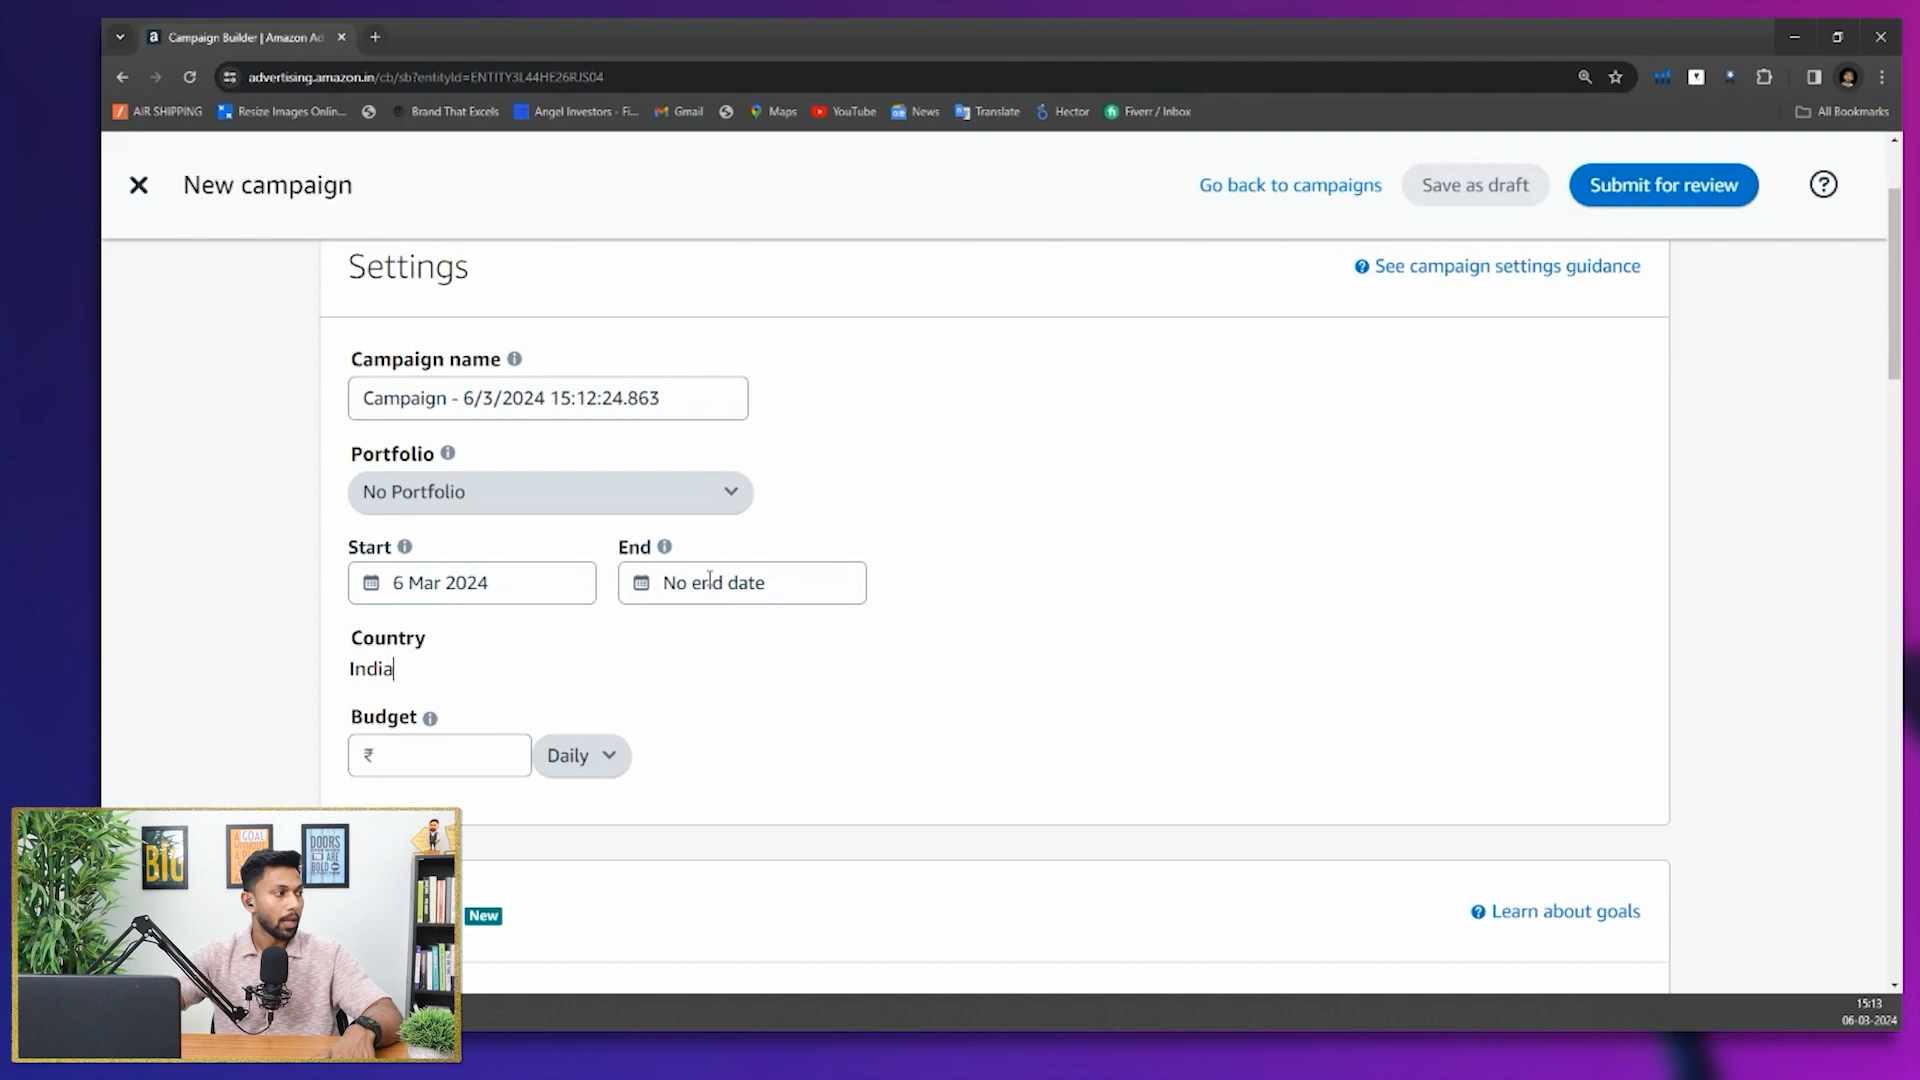 Campaign Builder | Amazon Ad
advertising.amazon.in/cb/sb?entityId=ENTITY3L44HE26RJS04
AIR SHIPPING
Resize Images Onlin...
Brand That Excels
Angel Investors - Fi...
Gmail
Maps
YouTube
News
Translate
Hector
Fiverr / Inbox
All Bookmarks
New campaign
Go back to campaigns
Save as draft
Submit for review
Settings
See campaign settings guidance
Campaign name
Campaign - 6/3/2024 15:12:24.863
Portfolio
No Portfolio
Start
End
6 Mar 2024
No end date
Country
India
Budget
₹
Daily
New
Learn about goals
BIG
A GOAL
WITHOUT
DOORS
YOU ARE
BOLD
15:13
06-03-2024